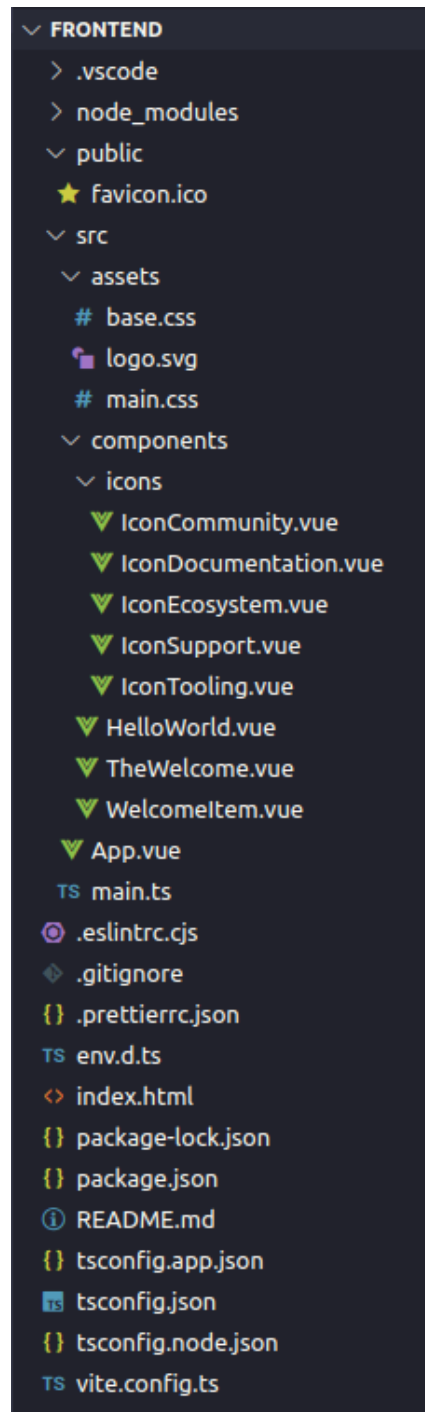 FRONTEND
.vscode
node_modules
public
favicon.ico
src
assets
# base.css
logo.svg
# main.css
components
icons
IconCommunity.vue
IconDocumentation.vue
IconEcosystem.vue
IconSupport.vue
IconTooling.vue
HelloWorld.vue
TheWelcome.vue
WelcomeItem.vue
App.vue
TS main.ts
.eslintrc.cjs
.gitignore
{} .prettierrc.json
TS env.d.ts
<> index.html
{} package-lock.json
{} package.json
README.md
{} tsconfig.app.json
TS tsconfig.json
{} tsconfig.node.json
TS vite.config.ts